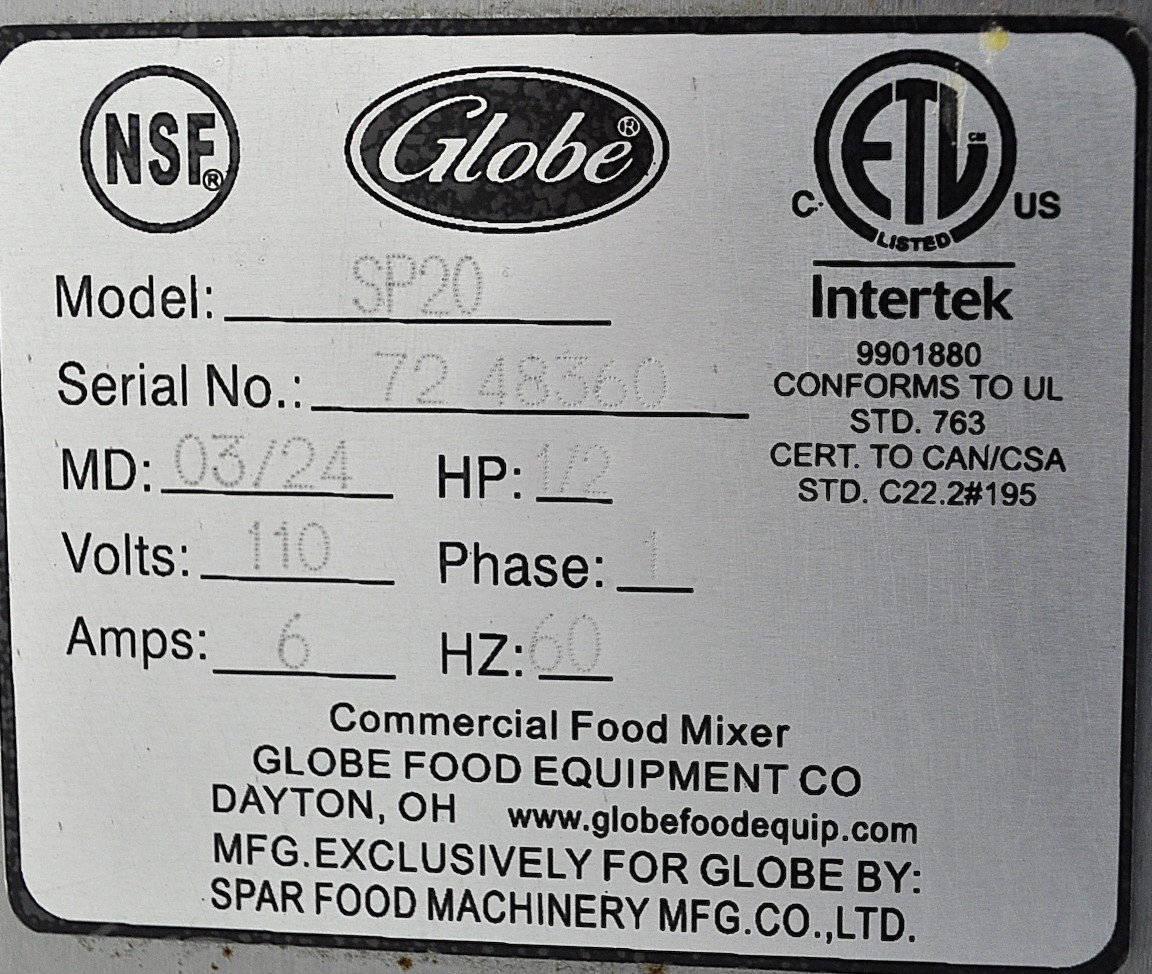 NSF®
Globe®
C ETL CM US
LISTED
Intertek
9901880
CONFORMS TO UL
STD. 763
CERT. TO CAN/CSA
STD. C22.2#195
Model: SP20
Serial No.: 72 48360
MD: 03/24 HP: 1/2
Volts: 110 Phase: 1
Amps: 6 HZ: 60
Commercial Food Mixer
GLOBE FOOD EQUIPMENT CO
DAYTON, OH www.globefoodequip.com
MFG.EXCLUSIVELY FOR GLOBE BY:
SPAR FOOD MACHINERY MFG.CO.,LTD.